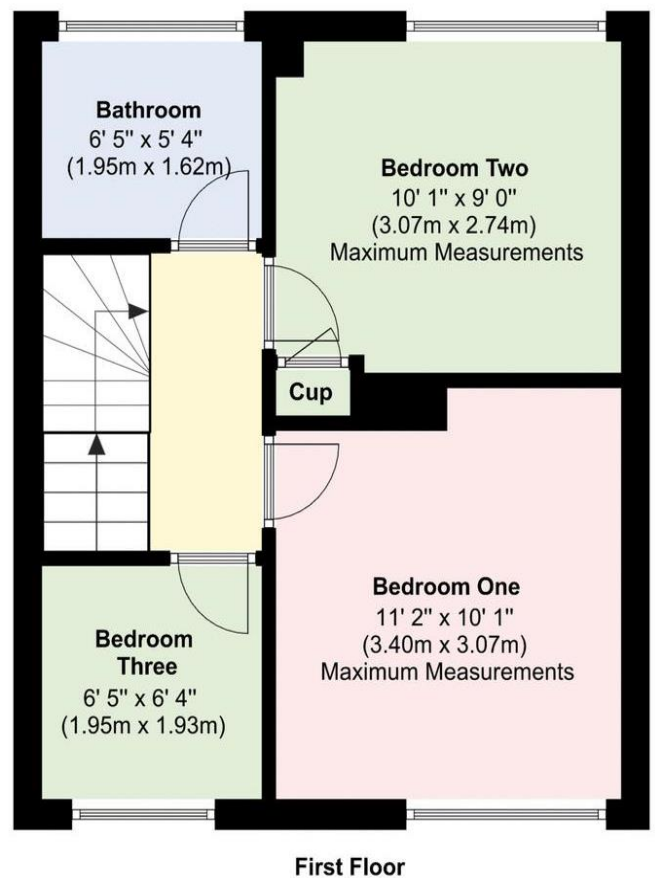 Bathroom
6' 5" x 5' 4"
(1.95m x 1.62m)
Bedroom Two
10' 1" x 9' 0"
(3.07m x 2.74m)
Maximum Measurements
Cup
Bedroom One
11' 2" x 10' 1"
(3.40m x 3.07m)
Maximum Measurements
Bedroom
Three
6' 5" x 6' 4"
(1.95m x 1.93m)
First Floor